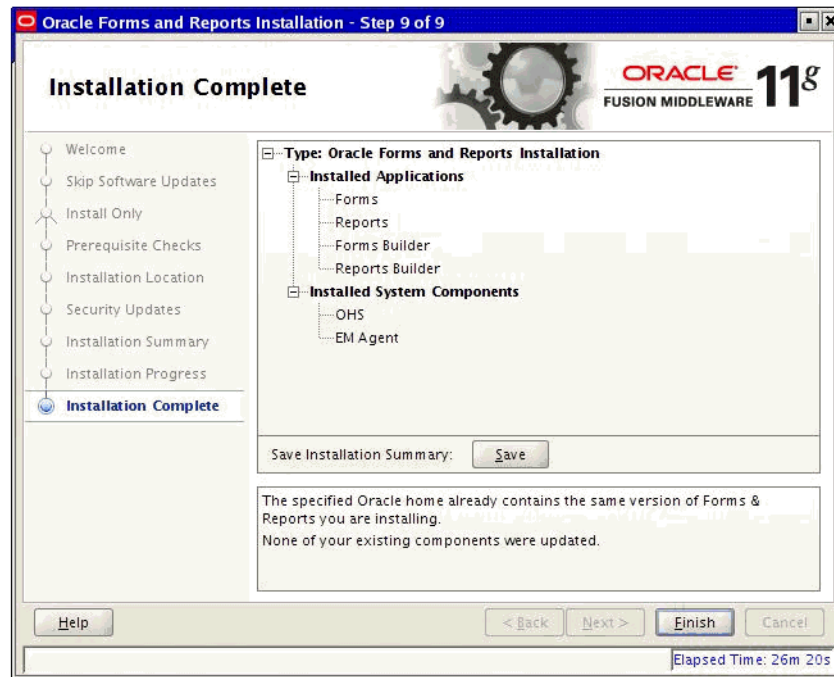 Oracle Forms and Reports Installation - Step 9 of 9
Installation Complete
ORACLE
FUSION MIDDLEWARE 11g
Welcome
Skip Software Updates
Install Only
Prerequisite Checks
Installation Location
Security Updates
Installation Summary
Installation Progress
Installation Complete
Type: Oracle Forms and Reports Installation
Installed Applications
Forms
Reports
Forms Builder
Reports Builder
Installed System Components
OHS
EM Agent
Save Installation Summary: Save
The specified Oracle home already contains the same version of Forms &
Reports you are installing.
None of your existing components were updated.
Help < Back Next > Finish Cancel
Elapsed Time: 26m 20s